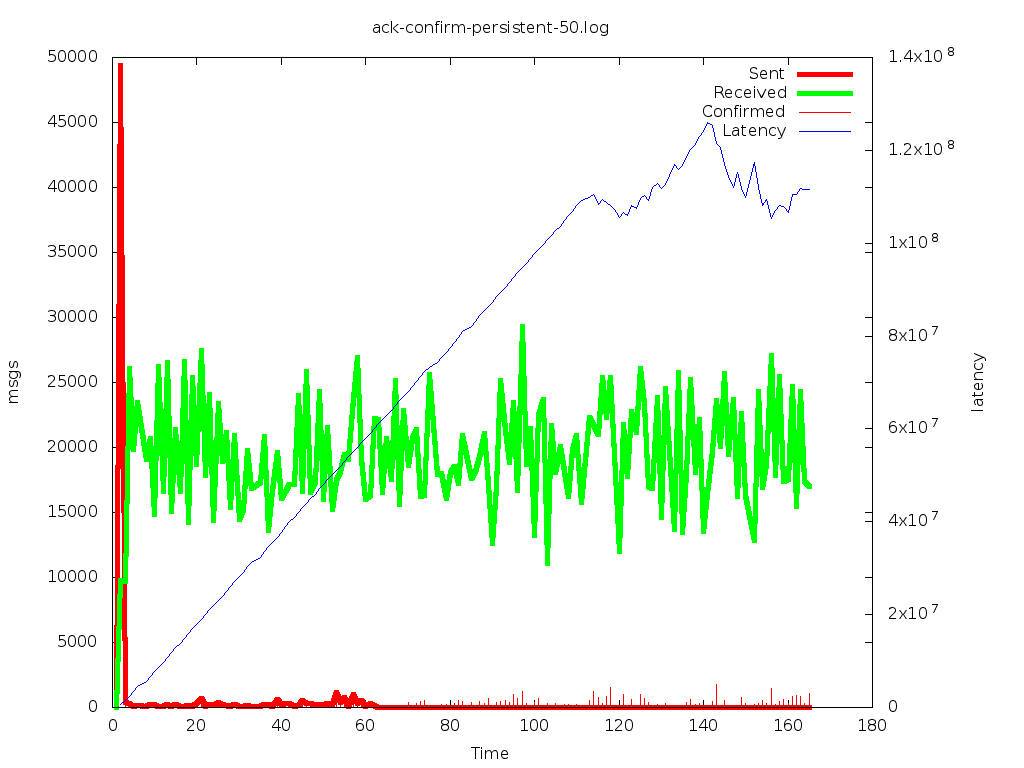 ack-confirm-persistent-50.log
50000
45000
40000
35000
30000
25000
20000
15000
10000
5000
0
msgs
Sent
Received
Confirmed
Latency
1.4x10^8
1.2x10^8
1x10^8
8x10^7
6x10^7
4x10^7
2x10^7
0
latency
0 20 40 60 80 100 120 140 160 180
Time